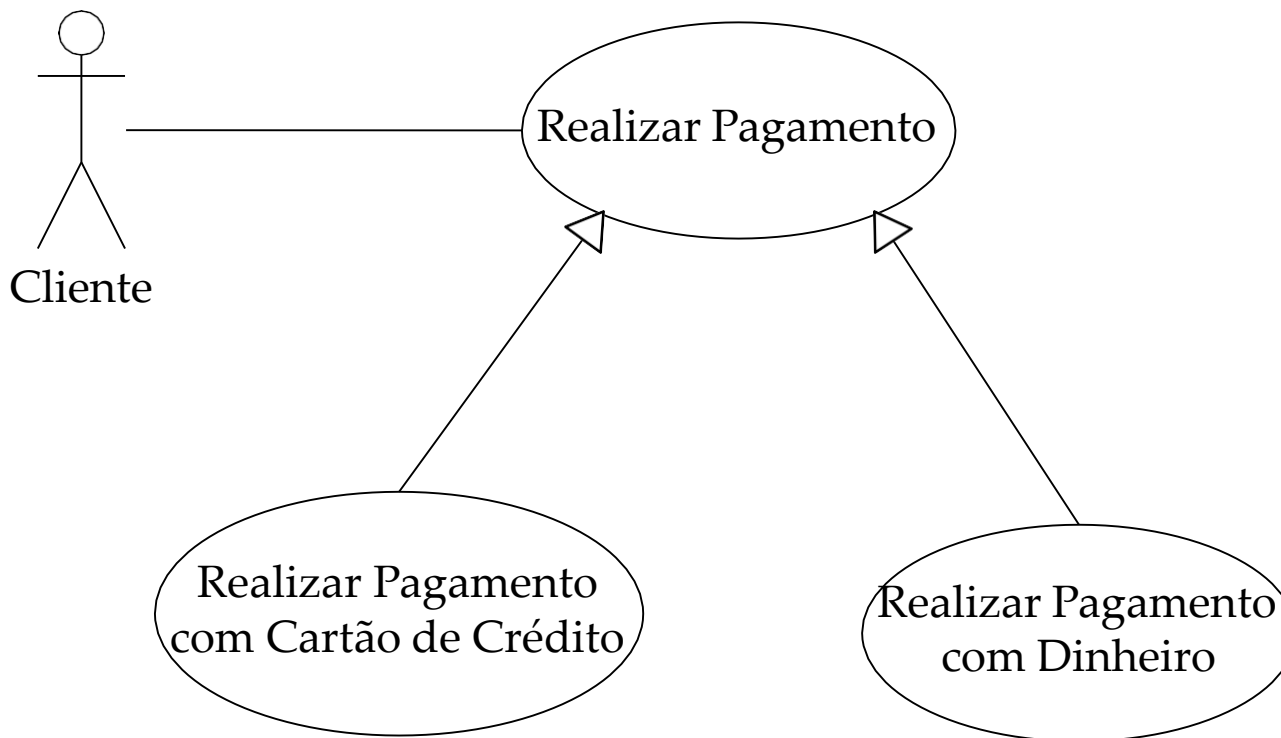 Realizar Pagamento
Cliente
Realizar Pagamento
com Cartão de Crédito
Realizar Pagamento
com Dinheiro